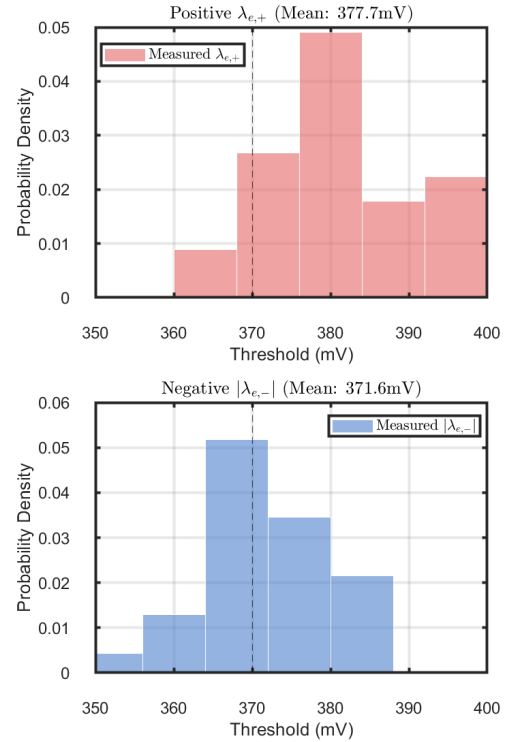 Positive λe,+ (Mean: 377.7mV)
0.05
0.04
0.03
0.02
0.01
0
Probability Density
Measured λe,+
350 360 370 380 390 400
Threshold (mV)
Negative |λe,−| (Mean: 371.6mV)
0.06
0.05
0.04
0.03
0.02
0.01
0
Probability Density
Measured |λe,−|
350 360 370 380 390 400
Threshold (mV)